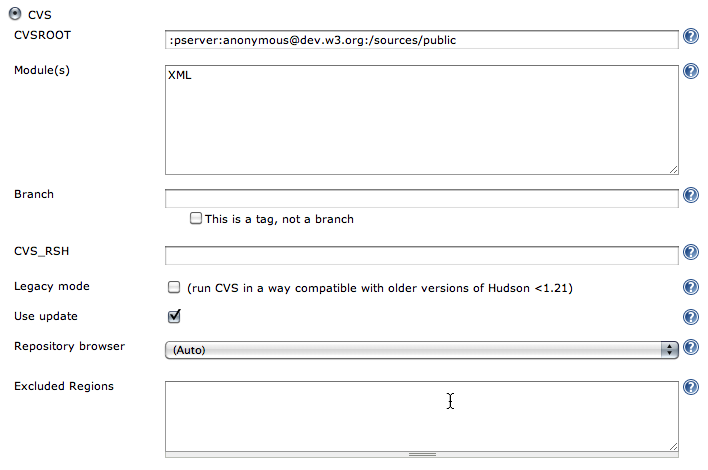 CVS
CVSROOT
:pserver:anonymous@dev.w3.org:/sources/public
Module(s)
XML
Branch
This is a tag, not a branch
CVS_RSH
Legacy mode
(run CVS in a way compatible with older versions of Hudson <1.21)
Use update
Repository browser
(Auto)
Excluded Regions